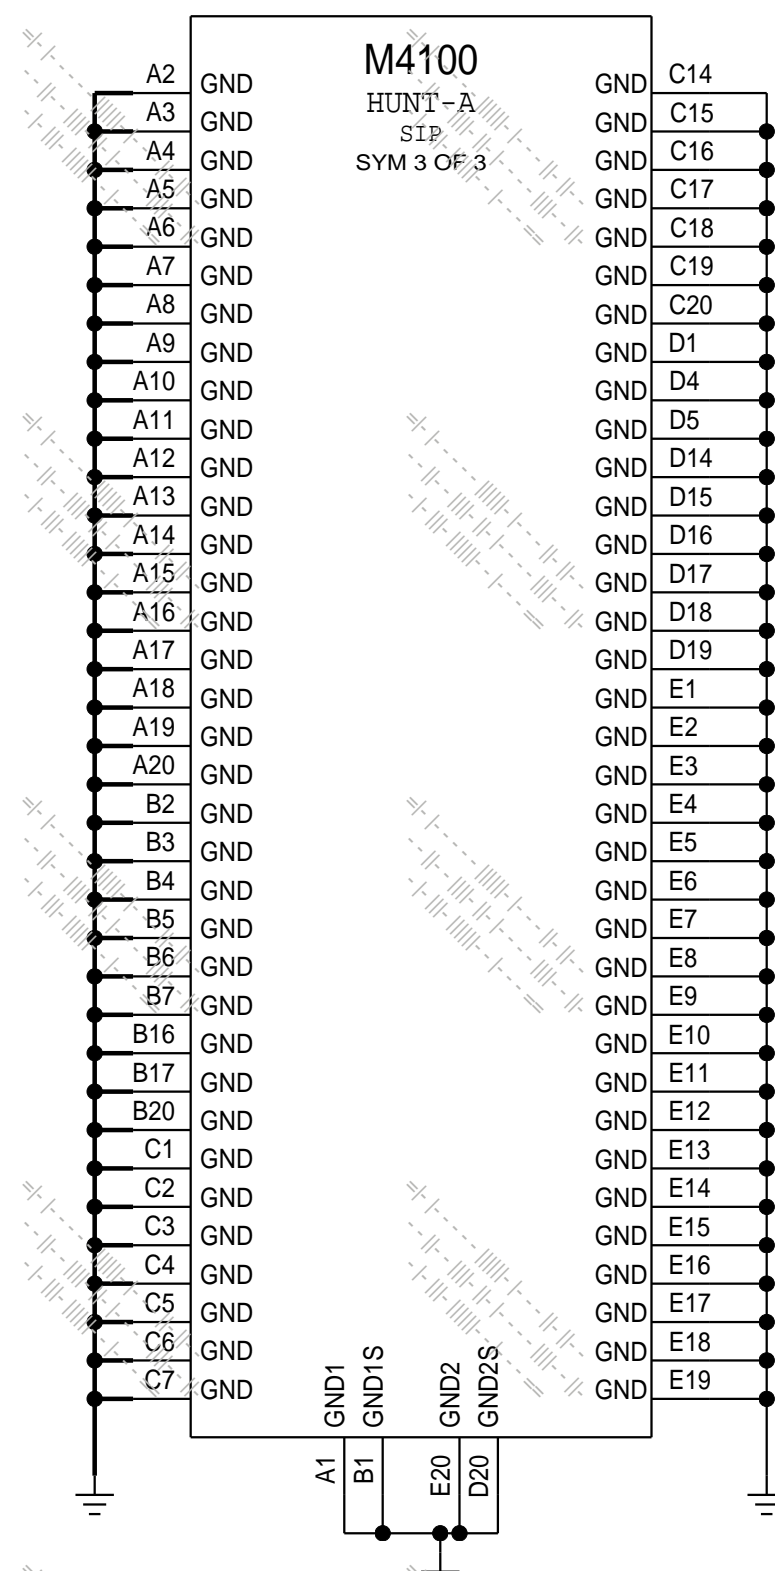 M4100
HUNT-A
SIP
SYM 3 OF 3
A2 GND GND C14
A3 GND GND C15
A4 GND GND C16
A5 GND GND C17
A6 GND GND C18
A7 GND GND C19
A8 GND GND C20
A9 GND GND D1
A10 GND GND D4
A11 GND GND D5
A12 GND GND D14
A13 GND GND D15
A14 GND GND D16
A15 GND GND D17
A16 GND GND D18
A17 GND GND D19
A18 GND GND E1
A19 GND GND E2
A20 GND GND E3
B2 GND GND E4
B3 GND GND E5
B4 GND GND E6
B5 GND GND E7
B6 GND GND E8
B7 GND GND E9
B16 GND GND E10
B17 GND GND E11
B20 GND GND E12
C1 GND GND E13
C2 GND GND E14
C3 GND GND E15
C4 GND GND E16
C5 GND GND E17
C6 GND GND E18
C7 GND GND E19
GND1 GND1S GND2 GND2S
A1 B1 E20 D20